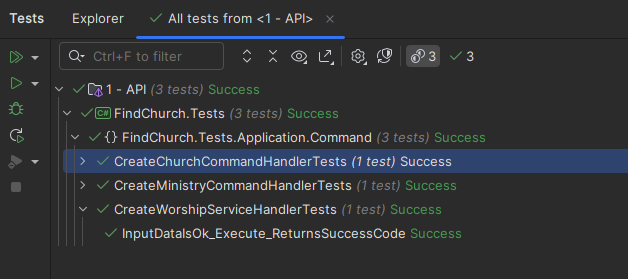 Tests Explorer All tests from <1 - API>
Ctrl+F to filter 3 3
1 - API (3 tests) Success
C# FindChurch.Tests (3 tests) Success
{} FindChurch.Tests.Application.Command (3 tests) Success
CreateChurchCommandHandlerTests (1 test) Success
CreateMinistryCommandHandlerTests (1 test) Success
CreateWorshipServiceHandlerTests (1 test) Success
InputDataIsOk_Execute_ReturnsSuccessCode Success